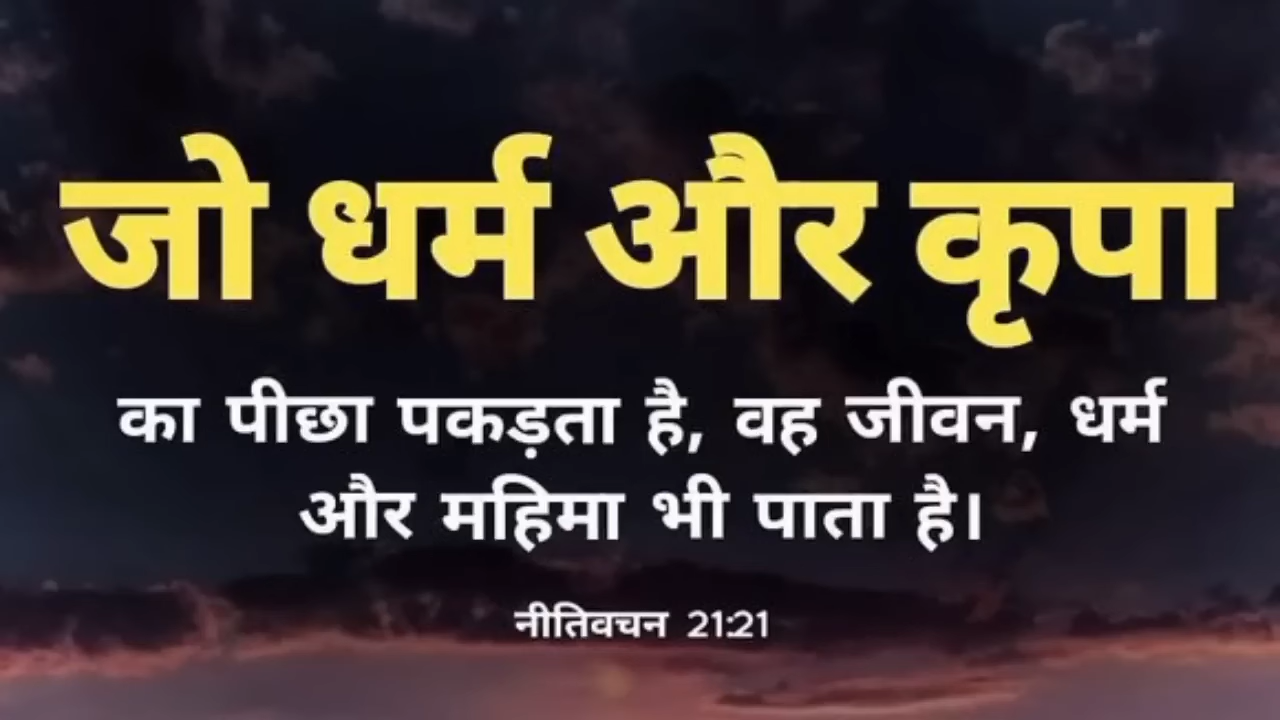 जो धर्म और कृपा
का पीछा पकड़ता है, वह जीवन, धर्म
और महिमा भी पाता है।
नीतिवचन 21:21